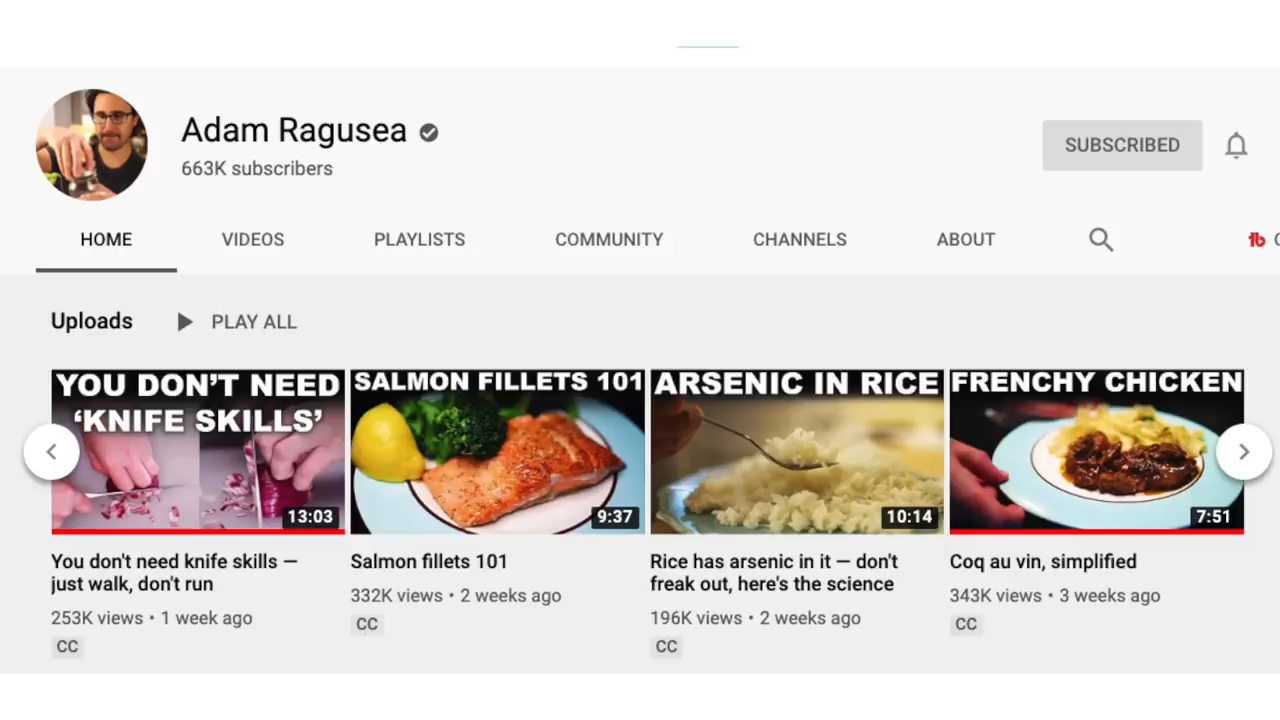 Adam Ragusea
663K subscribers
SUBSCRIBED
HOME VIDEOS PLAYLISTS COMMUNITY CHANNELS ABOUT
Uploads PLAY ALL
YOU DON'T NEED
'KNIFE SKILLS'
13:03
SALMON FILLETS 101
9:37
ARSENIC IN RICE
10:14
FRENCHY CHICKEN
7:51
You don't need knife skills —
just walk, don't run
253K views • 1 week ago
CC
Salmon fillets 101
332K views • 2 weeks ago
CC
Rice has arsenic in it — don't
freak out, here's the science
196K views • 2 weeks ago
CC
Coq au vin, simplified
343K views • 3 weeks ago
CC